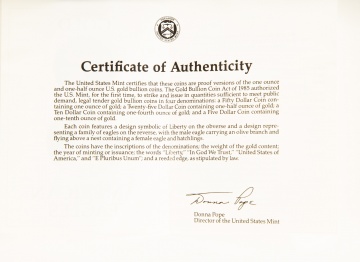 Certificate of Authenticity
The United States Mint certifies that these coins are proof versions of the one ounce
and one-half ounce U.S. gold bullion coins. The Gold Bullion Coin Act of 1985 authorized
the U.S. Mint, for the first time, to strike and issue in quantities sufficient to meet public
demand, legal tender gold bullion coins in four denominations: a Fifty Dollar Coin con-
taining one ounce of gold; a Twenty-five Dollar Coin containing one-half ounce of gold; a
Ten Dollar Coin containing one-fourth ounce of gold; and a Five Dollar Coin containing
one-tenth ounce of gold.
Each coin features a design symbolic of Liberty on the obverse and a design repre-
senting a family of eagles on the reverse, with the male eagle carrying an olive branch and
flying above a nest containing a female eagle and hatchlings.
The coins have the inscriptions of the denominations; the weight of the gold content;
the year of minting or issuance; the words "Liberty," "In God We Trust," "United States of
America," and "E Pluribus Unum"; and a reeded edge, as stipulated by law.
Donna Pope
Donna Pope
Director of the United States Mint